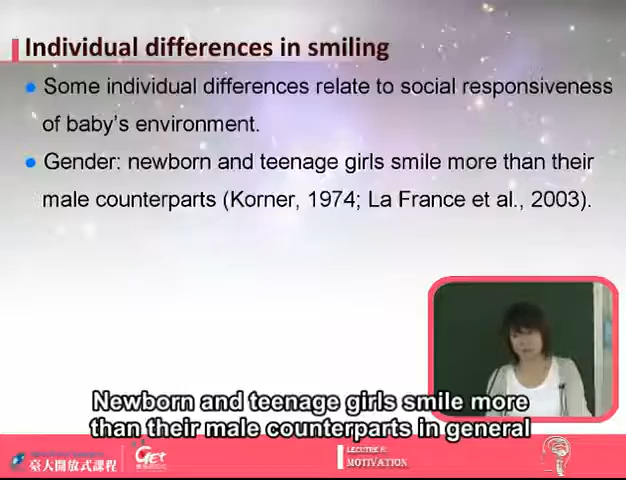 Individual differences in smiling
Some individual differences relate to social responsiveness
of baby's environment.
Gender: newborn and teenage girls smile more than their
male counterparts (Korner, 1974; La France et al., 2003).
Newborn and teenage girls smile more
than their male counterparts in general
臺大開放式課程
GET
MOTIVATION